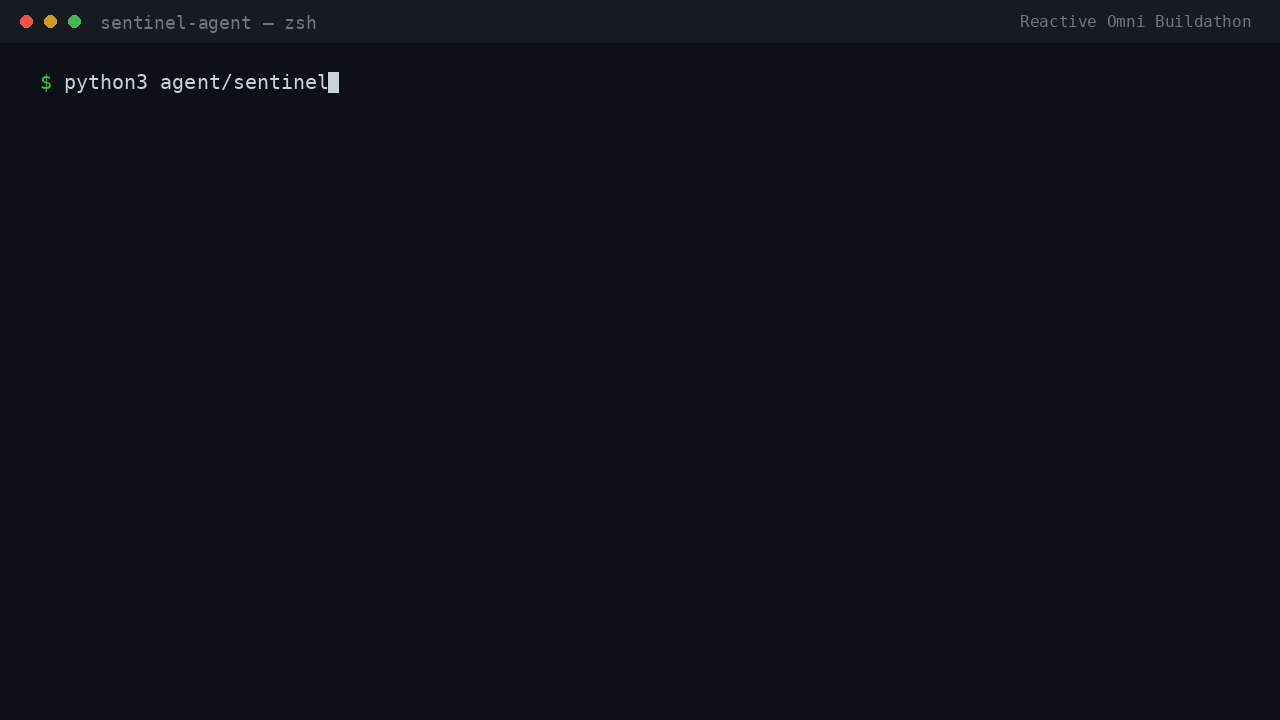 sentinel-agent — zsh
Reactive Omni Buildathon
$ python3 agent/sentinel